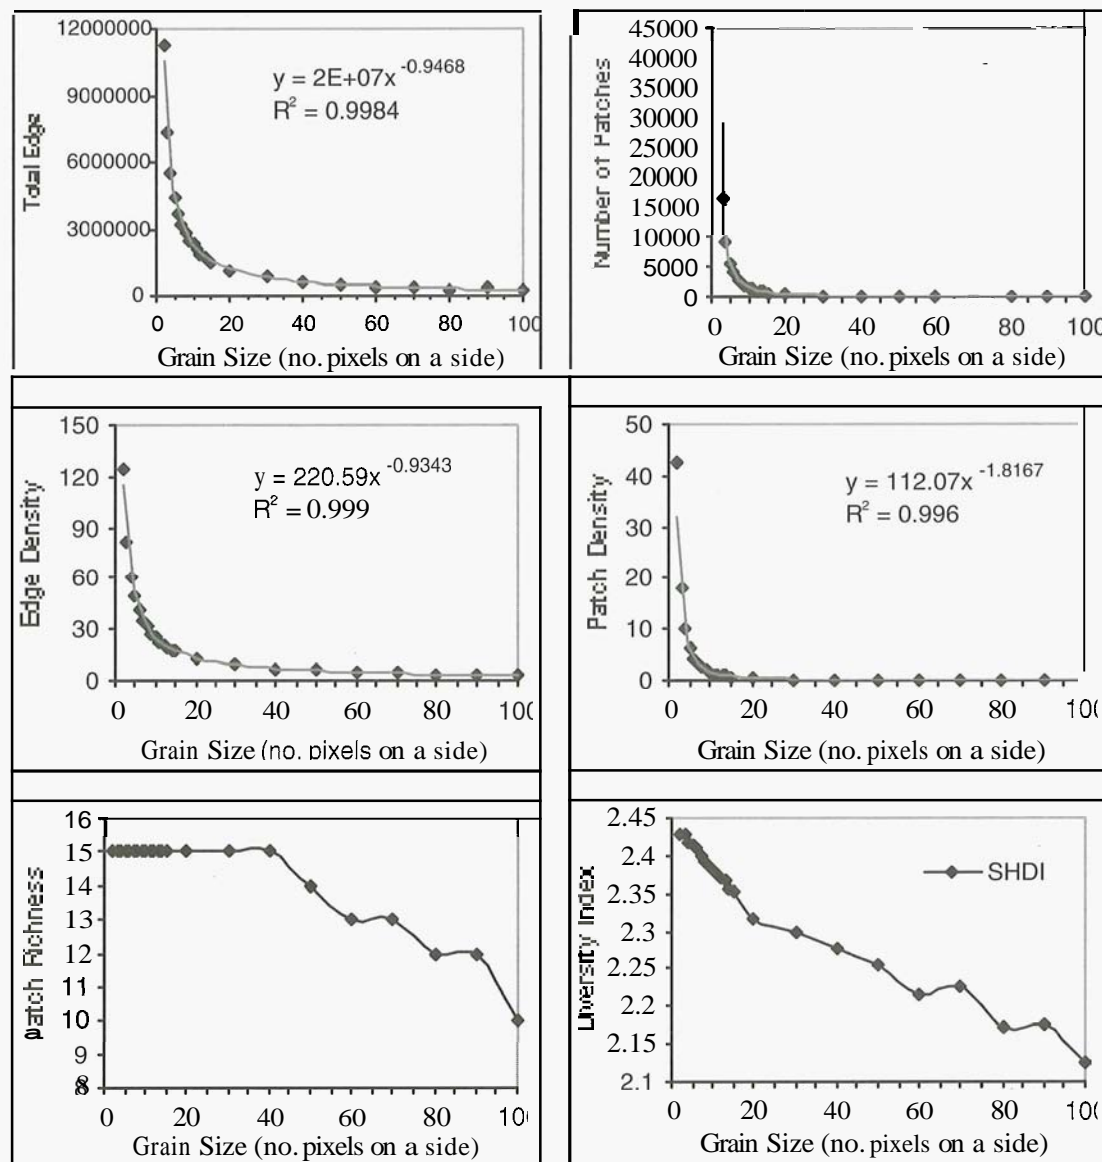 12000000
9000000
6000000
3000000
0
Total Edge
y = 2E+07x^-0.9468
R² = 0.9984
0 20 40 60 80 100
Grain Size (no. pixels on a side)
45000
40000
35000
30000
25000
20000
15000
10000
5000
0
Number of Patches
0 20 40 60 80 100
Grain Size (no. pixels on a side)
150
120
90
60
30
0
Edge Density
y = 220.59x^-0.9343
R² = 0.999
0 20 40 60 80 100
Grain Size (no. pixels on a side)
50
40
30
20
10
0
Patch Density
y = 112.07x^-1.8167
R² = 0.996
0 20 40 60 80 10(
Grain Size (no. pixels on a side)
16
15
14
13
12
11
10
9
8
Patch Richness
0 20 40 60 80 10(
Grain Size (no. pixels on a side)
2.45
2.4
2.35
2.3
2.25
2.2
2.15
2.1
Diversity Index
SHDI
0 20 40 60 80 10(
Grain Size (no. pixels on a side)